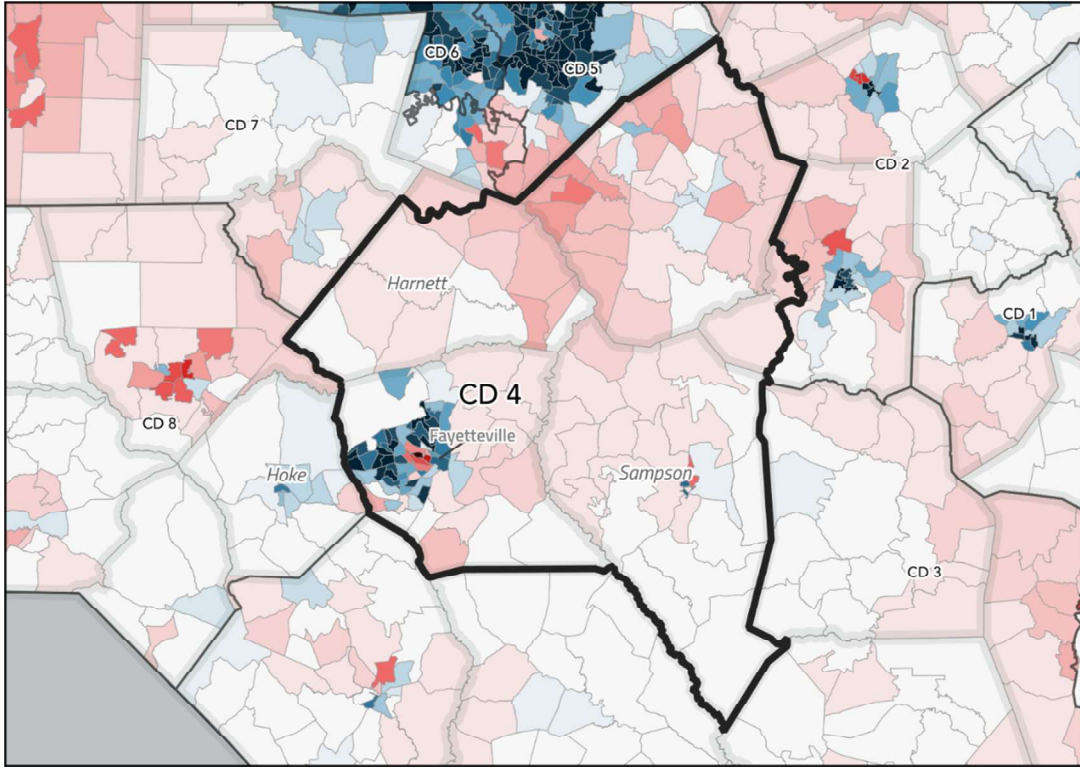 CD 6
CD 5
CD 7
CD 2
Harnett
CD 1
CD 4
CD 8
Fayetteville
Hoke
Sampson
CD 3